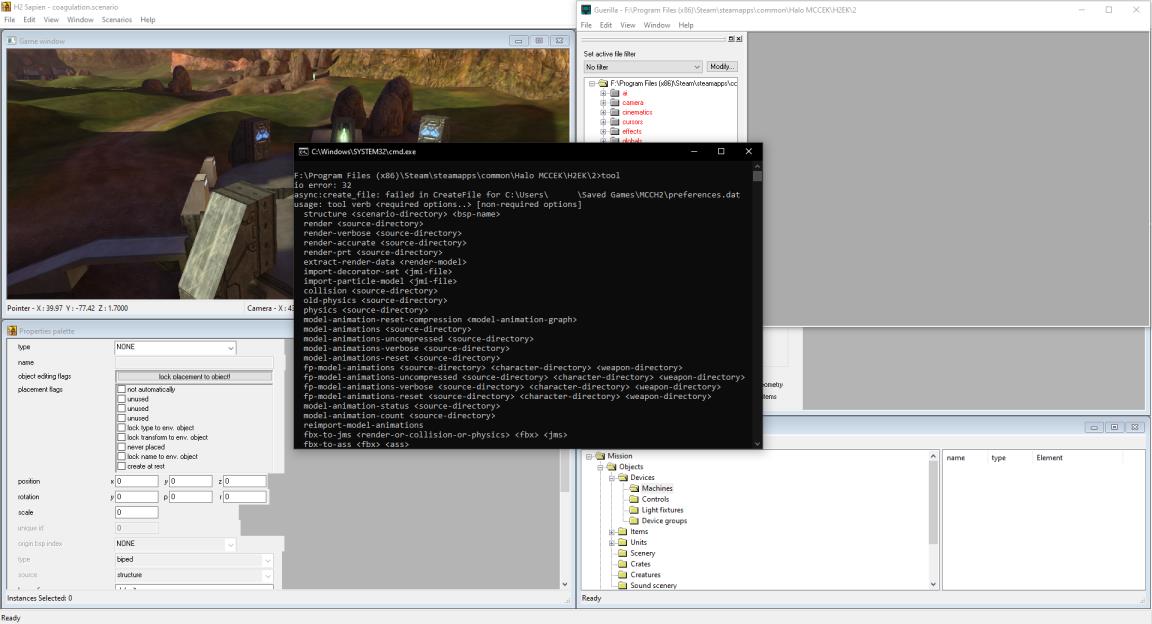 H2 Sapien - coagulation.scenario
File Edit View Window Scenarios Help
Game window
Pointer - X : 39.97 Y : -77.42 Z : 1.7000
Camera - X : 43
Properties palette
type NONE
name
object editing flags lock placement to object!
placement flags not automatically
unused
unused
unused
lock type to env. object
lock transform to env. object
never placed
lock name to env. object
create at rest
position x 0 y 0 z 0
rotation y 0 p 0 r 0
scale 0
unique id 0
origin bsp index NONE
type biped
source structure
Instances Selected: 0
Ready
Guerilla - F:\Program Files (x86)\Steam\steamapps\common\Halo MCCEK\H2EK\2
File Edit View Window Help
Set active file filter
No filter Modify...
F:\Program Files (x86)\Steam\steamapps\cc
ai
camera
cinematics
cursors
effects
globals
C:\Windows\SYSTEM32\cmd.exe
F:\Program Files (x86)\Steam\steamapps\common\Halo MCCEK\H2EK\2>tool
io error: 32
async:create_file: failed in CreateFile for C:\Users\ \Saved Games\MCCH2\preferences.dat
usage: tool verb <required options..> [non-required options]
structure <scenario-directory> <bsp-name>
render <source-directory>
render-verbose <source-directory>
render-accurate <source-directory>
render-prt <source-directory>
extract-render-data <render-model>
import-decorator-set <jmi-file>
import-particle-model <jmi-file>
collision <source-directory>
old-physics <source-directory>
physics <source-directory>
model-animation-reset-compression <model-animation-graph>
model-animations <source-directory>
model-animations-uncompressed <source-directory>
model-animations-verbose <source-directory>
model-animations-reset <source-directory>
fp-model-animations <source-directory> <character-directory> <weapon-directory>
fp-model-animations-uncompressed <source-directory> <character-directory> <weapon-directory>
fp-model-animations-verbose <source-directory> <character-directory> <weapon-directory>
fp-model-animations-reset <source-directory> <character-directory> <weapon-directory>
model-animation-status <source-directory>
model-animation-count <source-directory>
reimport-model-animations
fbx-to-jms <render-or-collision-or-physics> <fbx> <jms>
fbx-to-ass <fbx> <ass>
Mission
Objects
Devices
Machines
Controls
Light fixtures
Device groups
Items
Units
Scenery
Crates
Creatures
Sound scenery
name type Element
Ready